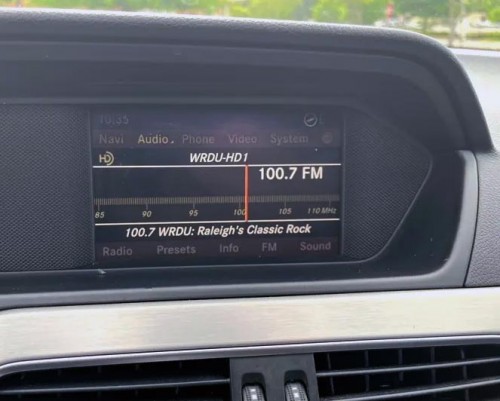 10:35
Navi Audio Phone Video System
HD WRDU-HD1
100.7 FM
85 90 95 100 105 110 MHz
100.7 WRDU: Raleigh's Classic Rock
Radio Presets Info FM Sound